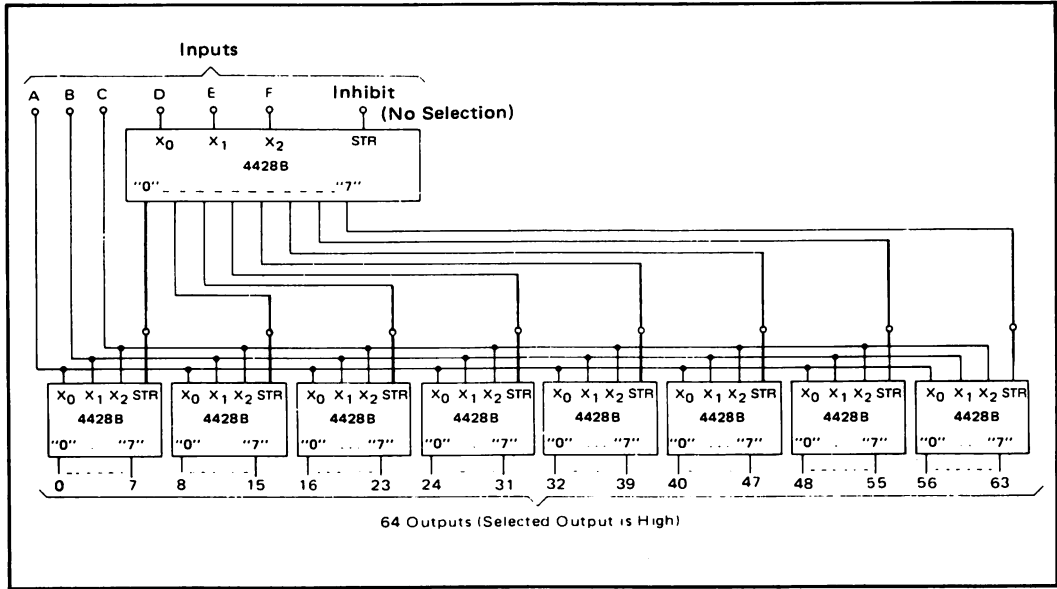 Inputs
A B C D E F Inhibit
(No Selection)
X0 X1 X2 STR
4428B
"0" _ _ _ _ _ _ _ _ _ _ _ "7"
X0 X1 X2 STR X0 X1 X2 STR X0 X1 X2 STR X0 X1 X2 STR X0 X1 X2 STR X0 X1 X2 STR X0 X1 X2 STR X0 X1 X2 STR
4428B 4428B 4428B 4428B 4428B 4428B 4428B 4428B
"0" . "7" "0" . . "7" "0" . . . "7" "0" . . . "7" "0" ... "7" "0" . . "7" "0" . . "7" "0" . . "7"
0 7 8 15 16 23 24 31 32 39 40 47 48 55 56 63
64 Outputs (Selected Output is High)